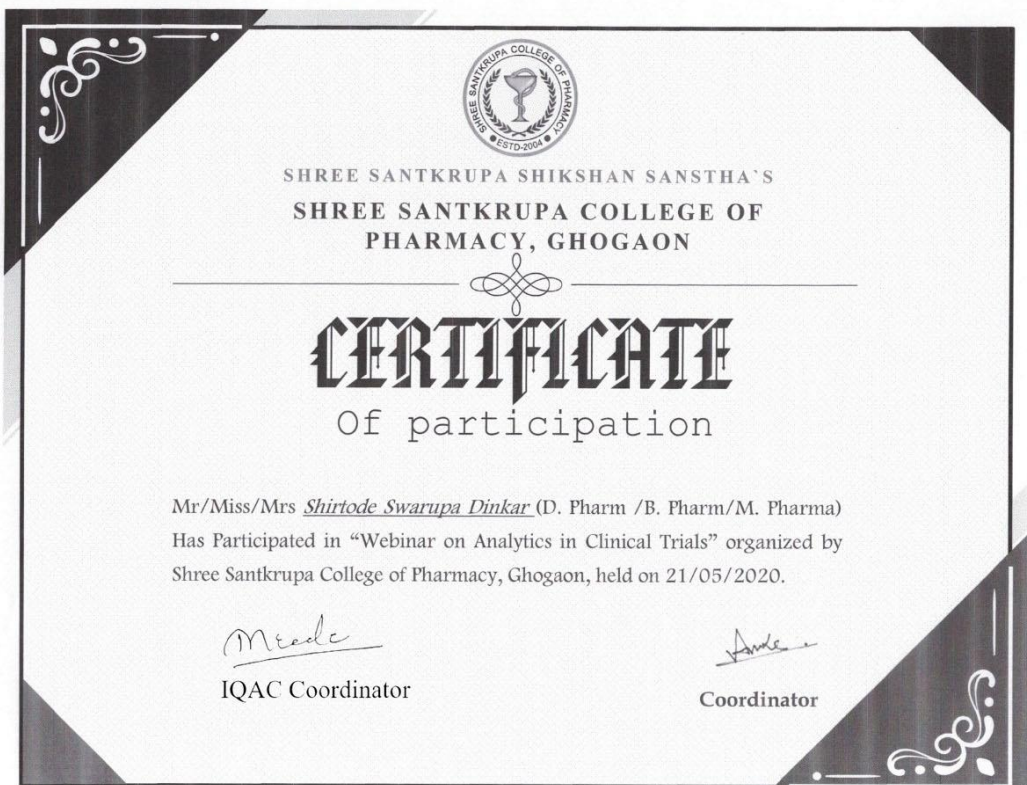 SHREE SANTKRUPA COLLEGE OF PHARMACY
• ESTD-2004 •
SHREE SANTKRUPA SHIKSHAN SANSTHA`S
SHREE SANTKRUPA COLLEGE OF
PHARMACY, GHOGAON
CERTIFICATE
Of participation
Mr/Miss/Mrs Shirtode Swarupa Dinkar (D. Pharm /B. Pharm/M. Pharma)
Has Participated in “Webinar on Analytics in Clinical Trials” organized by
Shree Santkrupa College of Pharmacy, Ghogaon, held on 21/05/2020.
IQAC Coordinator
Coordinator